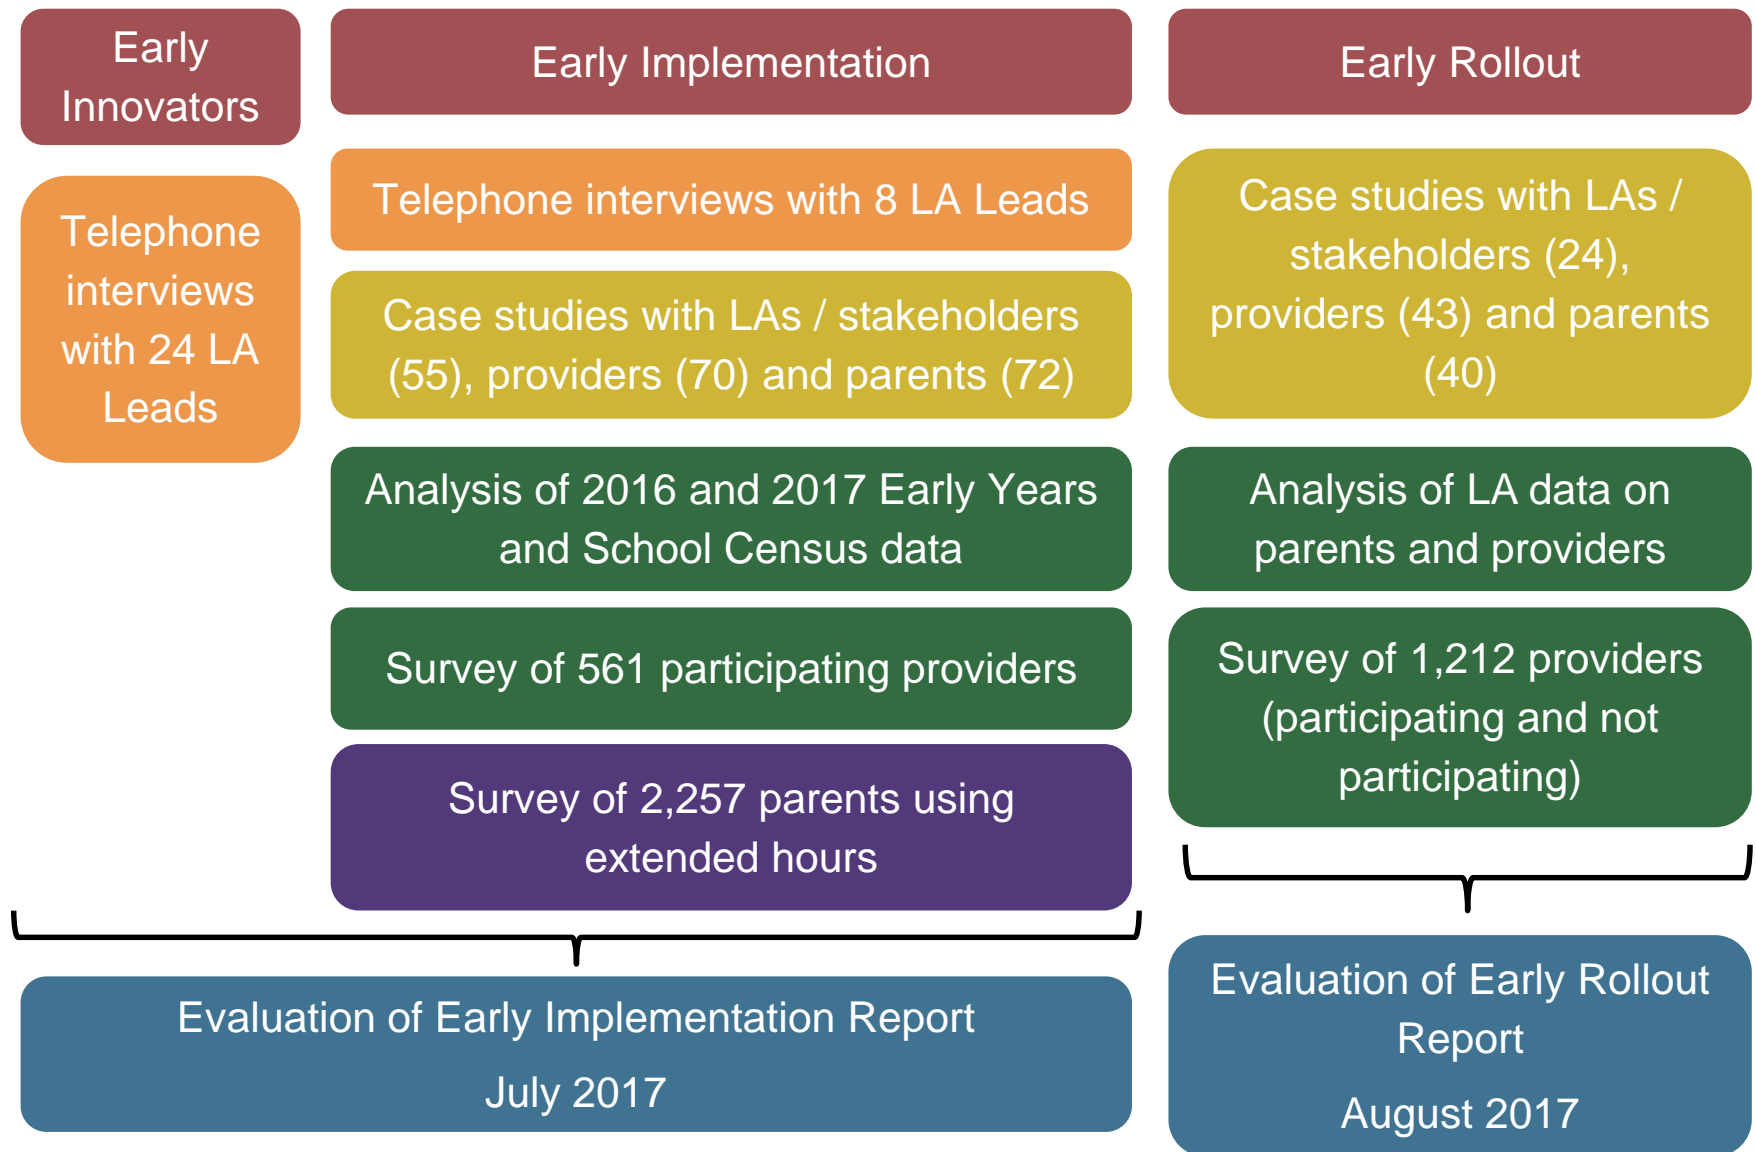 Early
Innovators
Telephone
interviews
with 24 LA
Leads
Early Implementation
Telephone interviews with 8 LA Leads
Case studies with LAs / stakeholders
(55), providers (70) and parents (72)
Analysis of 2016 and 2017 Early Years
and School Census data
Survey of 561 participating providers
Survey of 2,257 parents using
extended hours
Evaluation of Early Implementation Report
July 2017
Early Rollout
Case studies with LAs /
stakeholders (24),
providers (43) and parents
(40)
Analysis of LA data on
parents and providers
Survey of 1,212 providers
(participating and not
participating)
Evaluation of Early Rollout
Report
August 2017